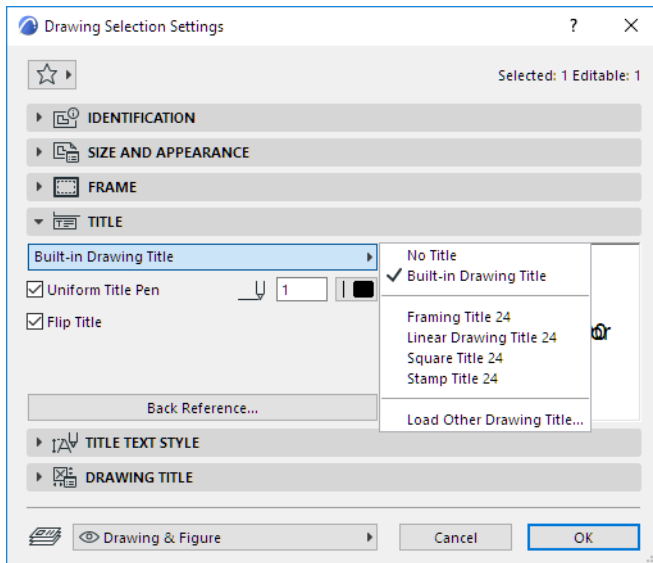 Drawing Selection Settings
?
Selected: 1 Editable: 1
IDENTIFICATION
SIZE AND APPEARANCE
FRAME
TITLE
Built-in Drawing Title
No Title
Built-in Drawing Title
Uniform Title Pen
1
Flip Title
Framing Title 24
Linear Drawing Title 24
Square Title 24
Stamp Title 24
Back Reference...
Load Other Drawing Title...
TITLE TEXT STYLE
DRAWING TITLE
Drawing & Figure
Cancel
OK